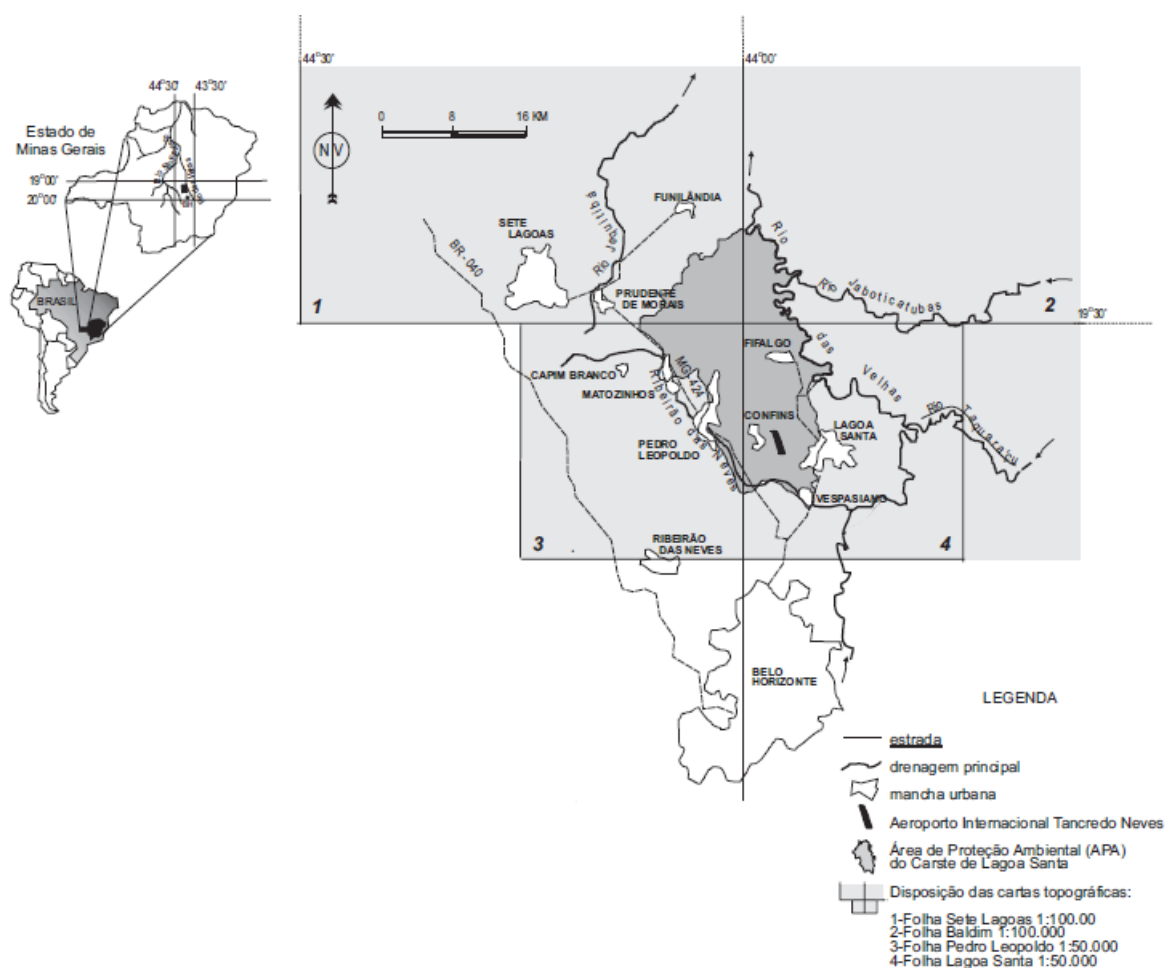 44°30'
44°00'
44°30' 43°30'
Estado de
Minas Gerais
19°00'
20°00'
BRASIL
N V
0 8 16 KM
BR-040
SETE
LAGOAS
Rio Jequitiba
FUNILÂNDIA
PRUDENTE
DE MORAIS
Rio das Velhas
Rio Jaboticatubas
1
2
19°30'
CAPIM BRANCO
MATOZINHOS
MG-424
Ribeirão das Neves
FIFALGO
CONFINS
LAGOA
SANTA
Rio Taquaraçu
PEDRO
LEOPOLDO
VESPASIANO
3
RIBEIRÃO
DAS NEVES
4
BELO
HORIZONTE
LEGENDA
estrada
drenagem principal
mancha urbana
Aeroporto Internacional Tancredo Neves
Área de Proteção Ambiental (APA)
do Carste de Lagoa Santa
Disposição das cartas topográficas:
1-Folha Sete Lagoas 1:100.00
2-Folha Baldim 1:100.000
3-Folha Pedro Leopoldo 1:50.000
4-Folha Lagoa Santa 1:50.000